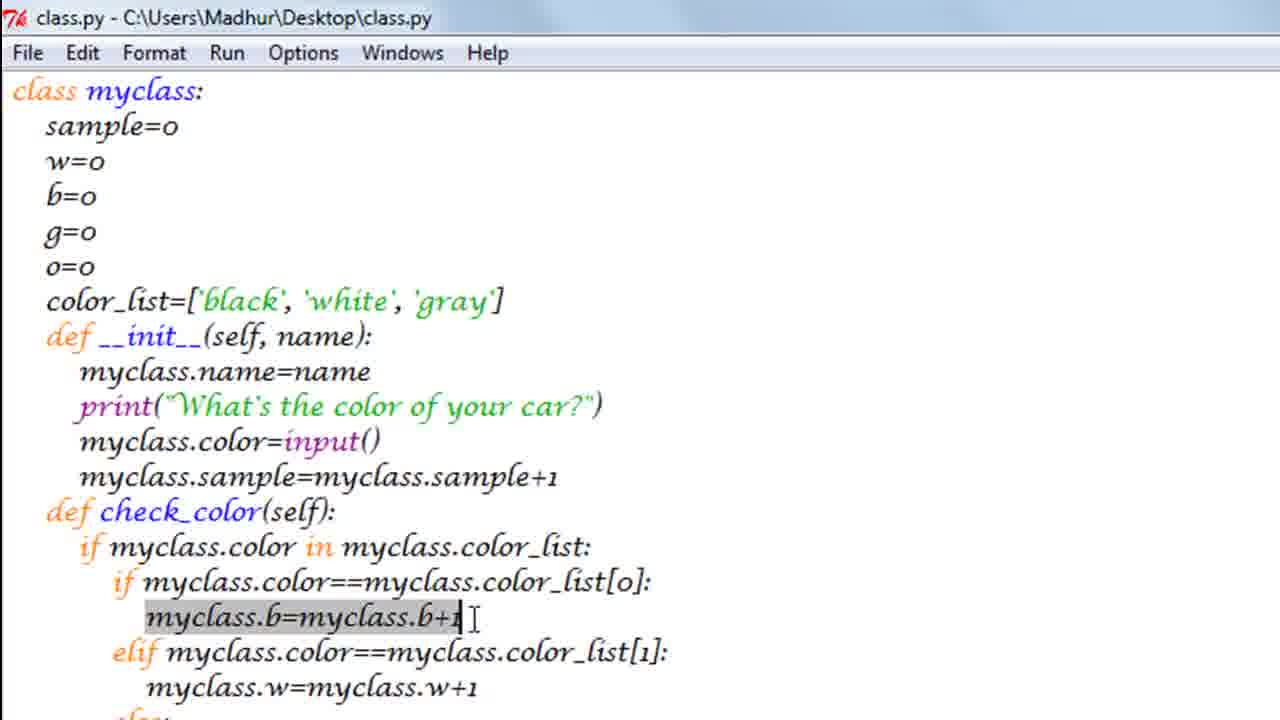 class.py - C:\Users\Madhur\Desktop\class.py
File Edit Format Run Options Windows Help
class myclass:
    sample=0
    w=0
    b=0
    g=0
    o=0
    color_list=['black', 'white', 'gray']
    def __init__(self, name):
        myclass.name=name
        print("What's the color of your car?")
        myclass.color=input()
        myclass.sample=myclass.sample+1
    def check_color(self):
        if myclass.color in myclass.color_list:
            if myclass.color==myclass.color_list[0]:
                myclass.b=myclass.b+1
            elif myclass.color==myclass.color_list[1]:
                myclass.w=myclass.w+1
            else: